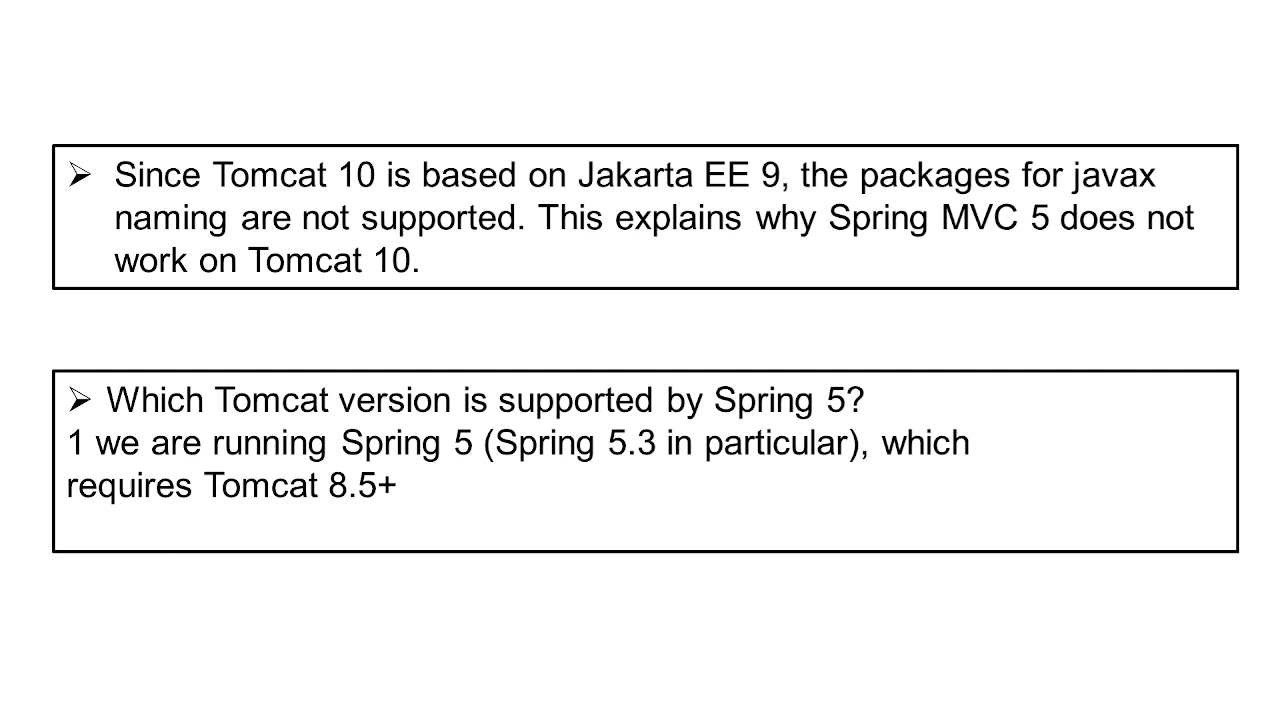 ➢ Since Tomcat 10 is based on Jakarta EE 9, the packages for javax
naming are not supported. This explains why Spring MVC 5 does not
work on Tomcat 10.
➢ Which Tomcat version is supported by Spring 5?
1 we are running Spring 5 (Spring 5.3 in particular), which
requires Tomcat 8.5+